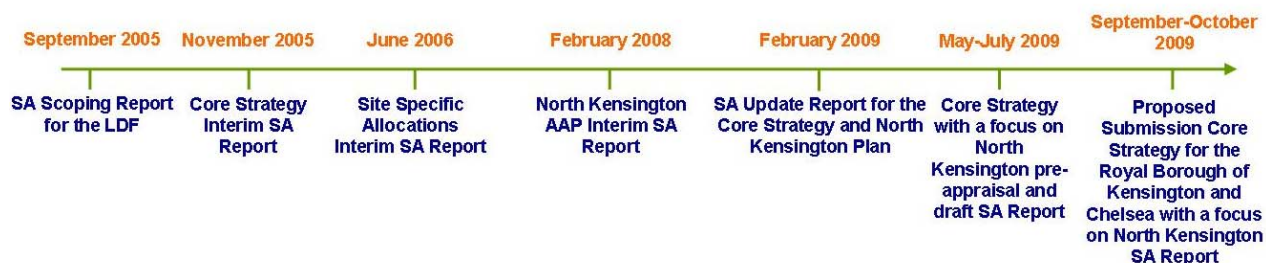 September 2005
November 2005
June 2006
February 2008
February 2009
May-July 2009
September-October
2009
SA Scoping Report
for the LDF
Core Strategy
Interim SA
Report
Site Specific
Allocations
Interim SA Report
North Kensington
AAP Interim SA
Report
SA Update Report for the
Core Strategy and North
Kensington Plan
Core Strategy
with a focus on
North
Kensington pre-
appraisal and
draft SA Report
Proposed
Submission Core
Strategy for the
Royal Borough of
Kensington and
Chelsea with a focus
on North Kensington
SA Report